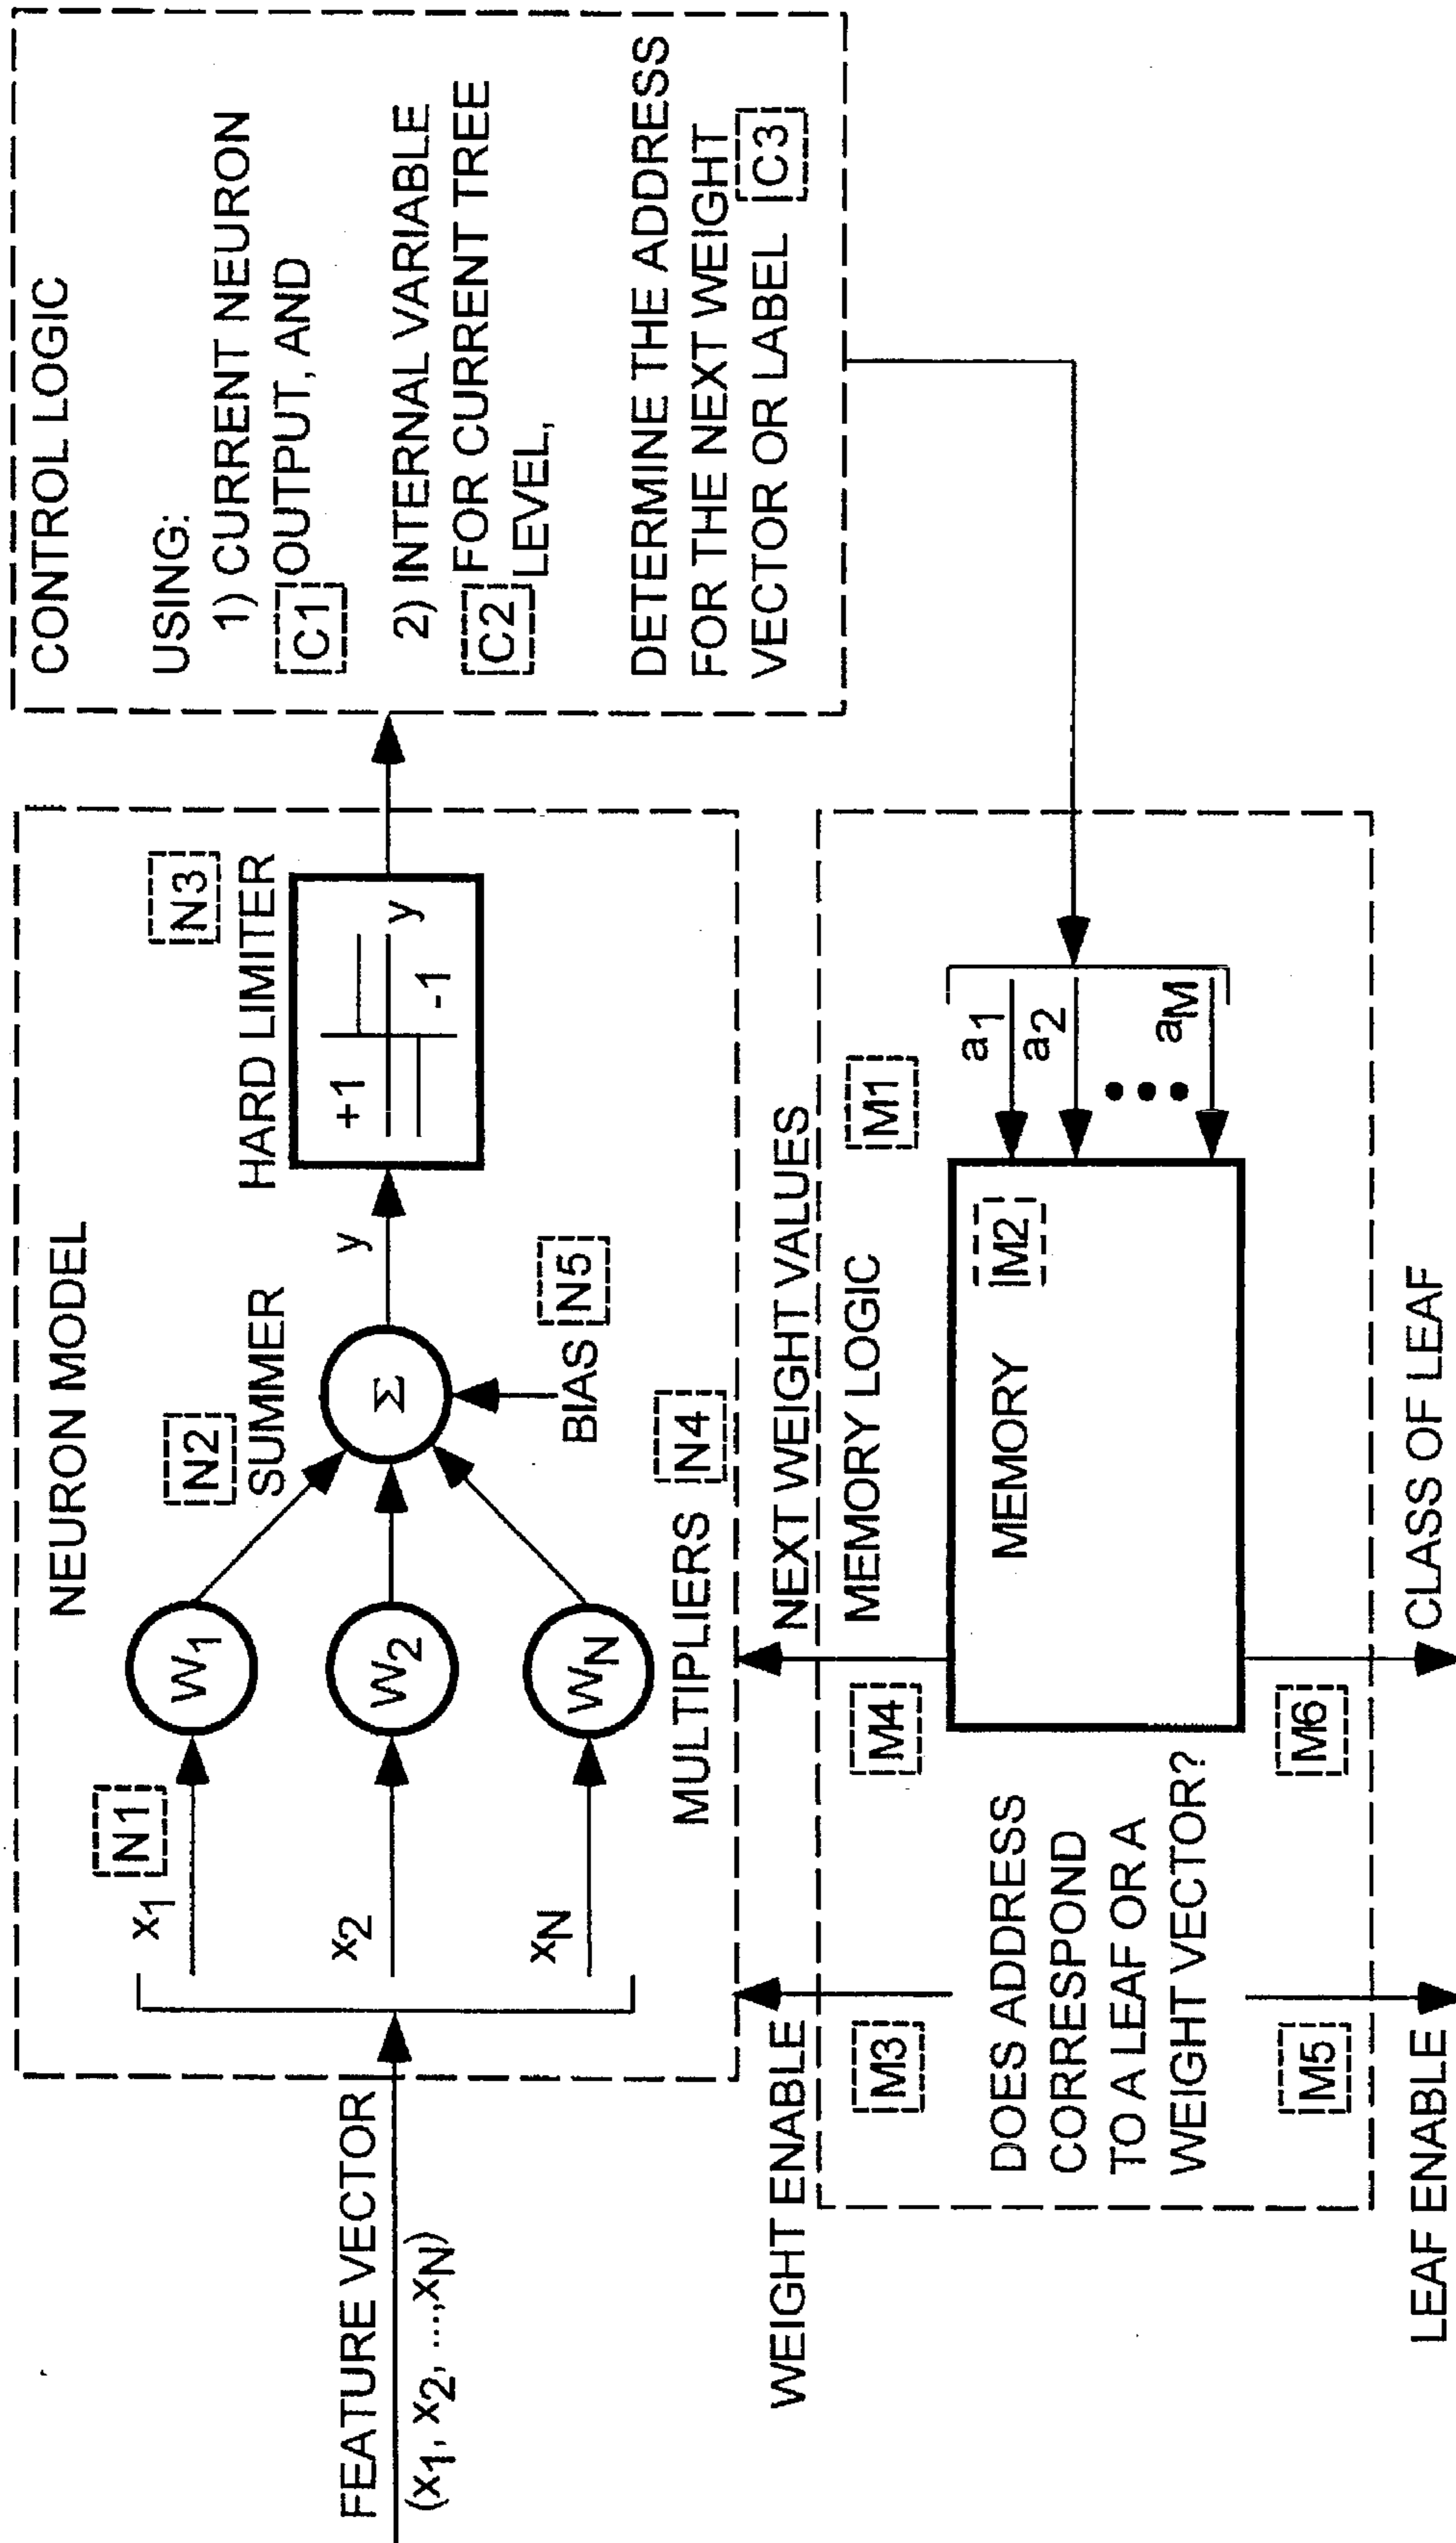 FEATURE VECTOR
(x1, x2, ...,xN)
NEURON MODEL
x1
N1
x2
xN
W1
W2
WN
MULTIPLIERS N4
N2
SUMMER
Σ
BIAS N5
y
N3
HARD LIMITER
+1
-1
y
CONTROL LOGIC
USING:
1) CURRENT NEURON
C1 OUTPUT, AND
2) INTERNAL VARIABLE
C2 FOR CURRENT TREE
LEVEL,
DETERMINE THE ADDRESS
FOR THE NEXT WEIGHT
VECTOR OR LABEL C3
WEIGHT ENABLE
NEXT WEIGHT VALUES
M3
M4
MEMORY LOGIC
M1
DOES ADDRESS
CORRESPOND
TO A LEAF OR A
WEIGHT VECTOR?
MEMORY
M2
a1
a2
aM
M5
M6
LEAF ENABLE
CLASS OF LEAF